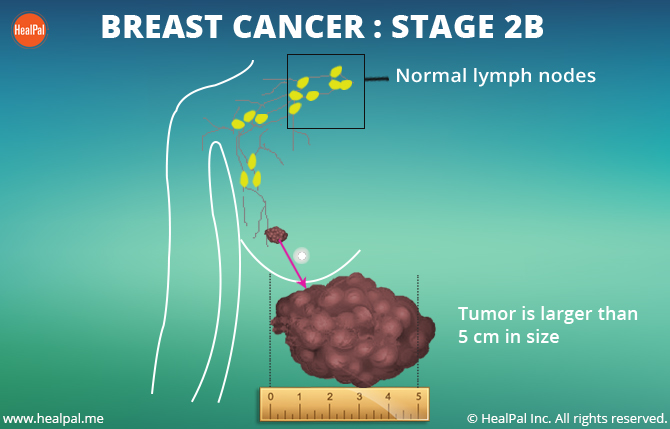 HealPal
BREAST CANCER : STAGE 2B
Normal lymph nodes
Tumor is larger than
5 cm in size
0 1 2 3 4 5
www.healpal.me
© HealPal Inc. All rights reserved.